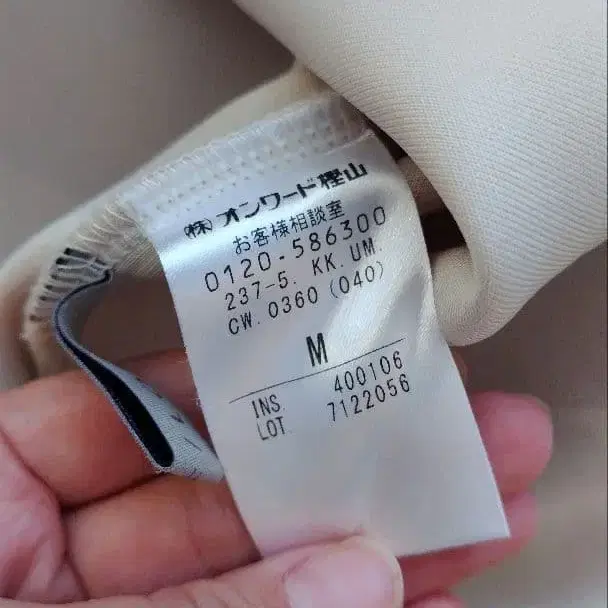 (株)オンワード樫山
お客様相談室
0120-586300
237-5. KK. UM.
CW. 0360 (040)
M
INS. 400106
LOT. 7122056